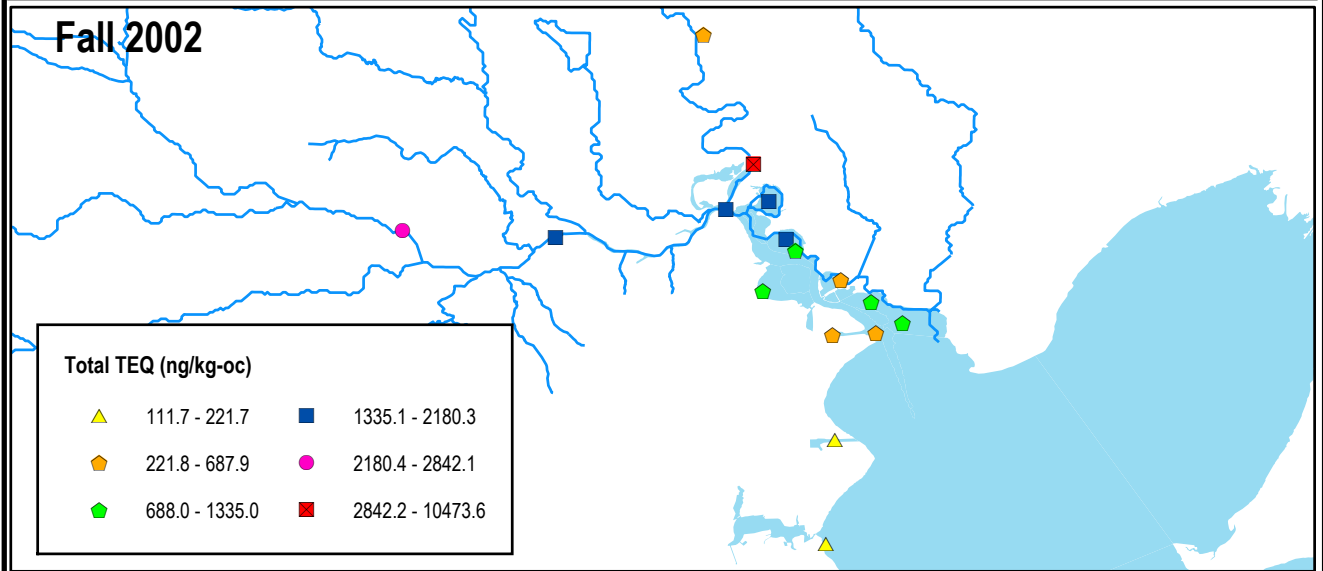 Fall 2002
Total TEQ (ng/kg-oc)
111.7 - 221.7
1335.1 - 2180.3
221.8 - 687.9
2180.4 - 2842.1
688.0 - 1335.0
2842.2 - 10473.6